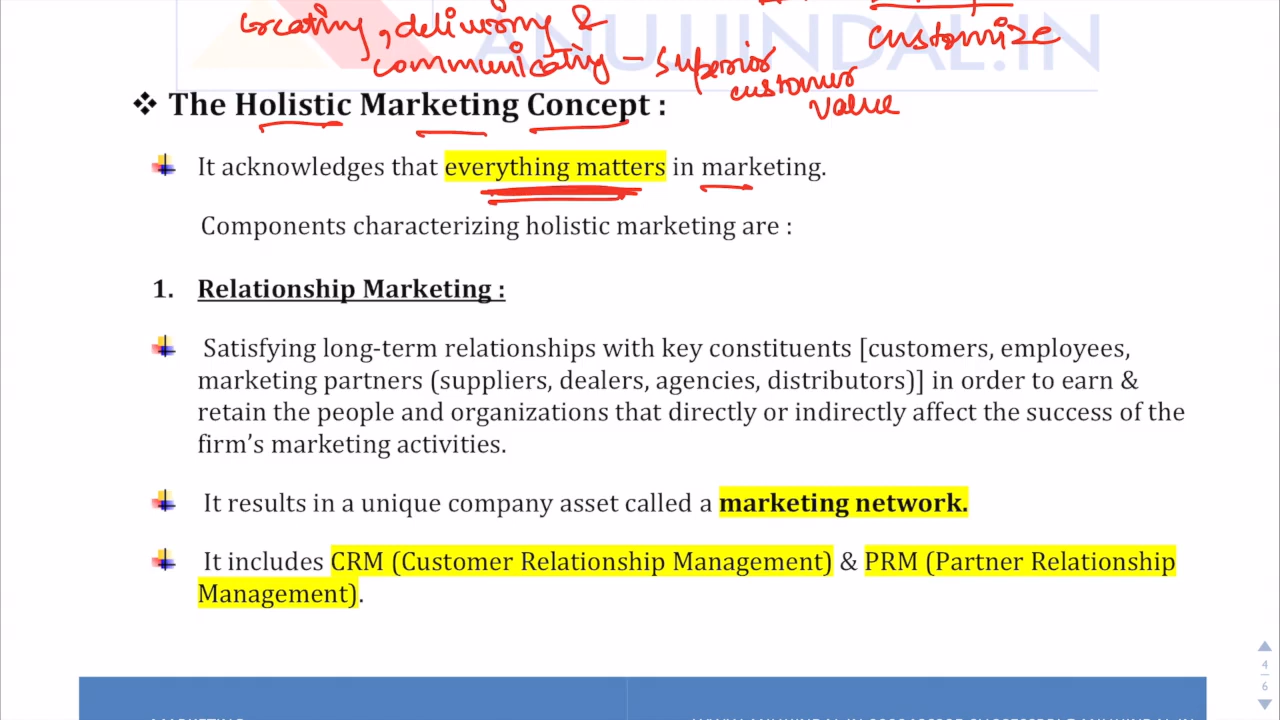 creating, delivering &
customize
communicating - superior
customer
value
ANUJJINDAL.IN
❖ The Holistic Marketing Concept :
It acknowledges that everything matters in marketing.
Components characterizing holistic marketing are :
1. Relationship Marketing :
Satisfying long-term relationships with key constituents [customers, employees,
marketing partners (suppliers, dealers, agencies, distributors)] in order to earn &
retain the people and organizations that directly or indirectly affect the success of the
firm's marketing activities.
It results in a unique company asset called a marketing network.
It includes CRM (Customer Relationship Management) & PRM (Partner Relationship
Management).
4
6